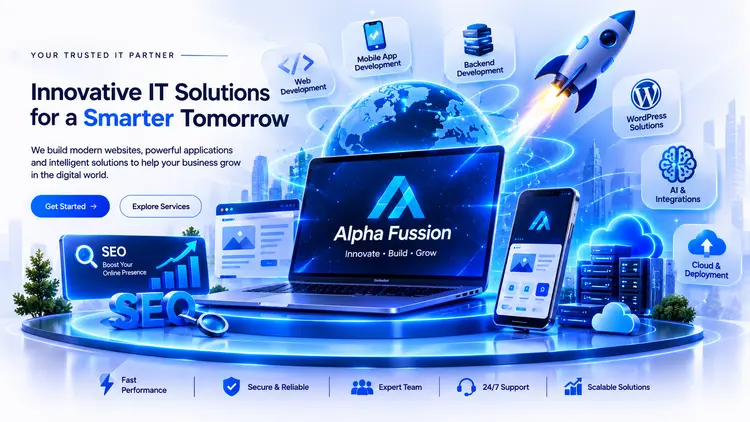 YOUR TRUSTED IT PARTNER
Innovative IT Solutions
for a Smarter Tomorrow
We build modern websites, powerful applications
and intelligent solutions to help your business grow
in the digital world.
Get Started →
Explore Services
</>
Web
Development
Mobile App
Development
Backend
Development
WordPress
Solutions
AI &
Integrations
Cloud &
Deployment
SEO
Boost Your
Online Presence
SEO
Alpha Fussion
Innovate • Build • Grow
Fast
Performance
Secure & Reliable
Expert Team
24/7 Support
Scalable Solutions